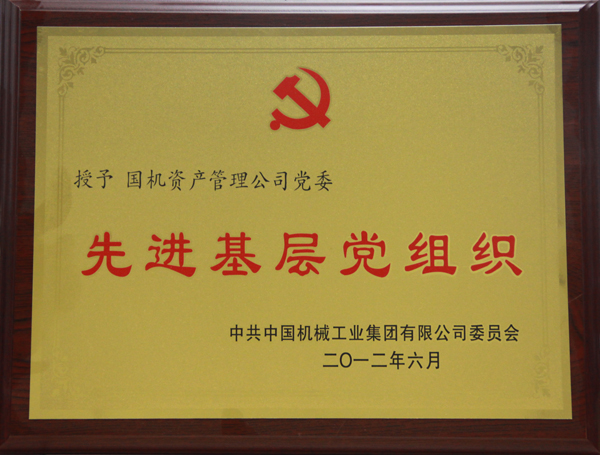 授予 国机资产管理公司党委
先进基层党组织
中共中国机械工业集团有限公司委员会
二〇一二年六月